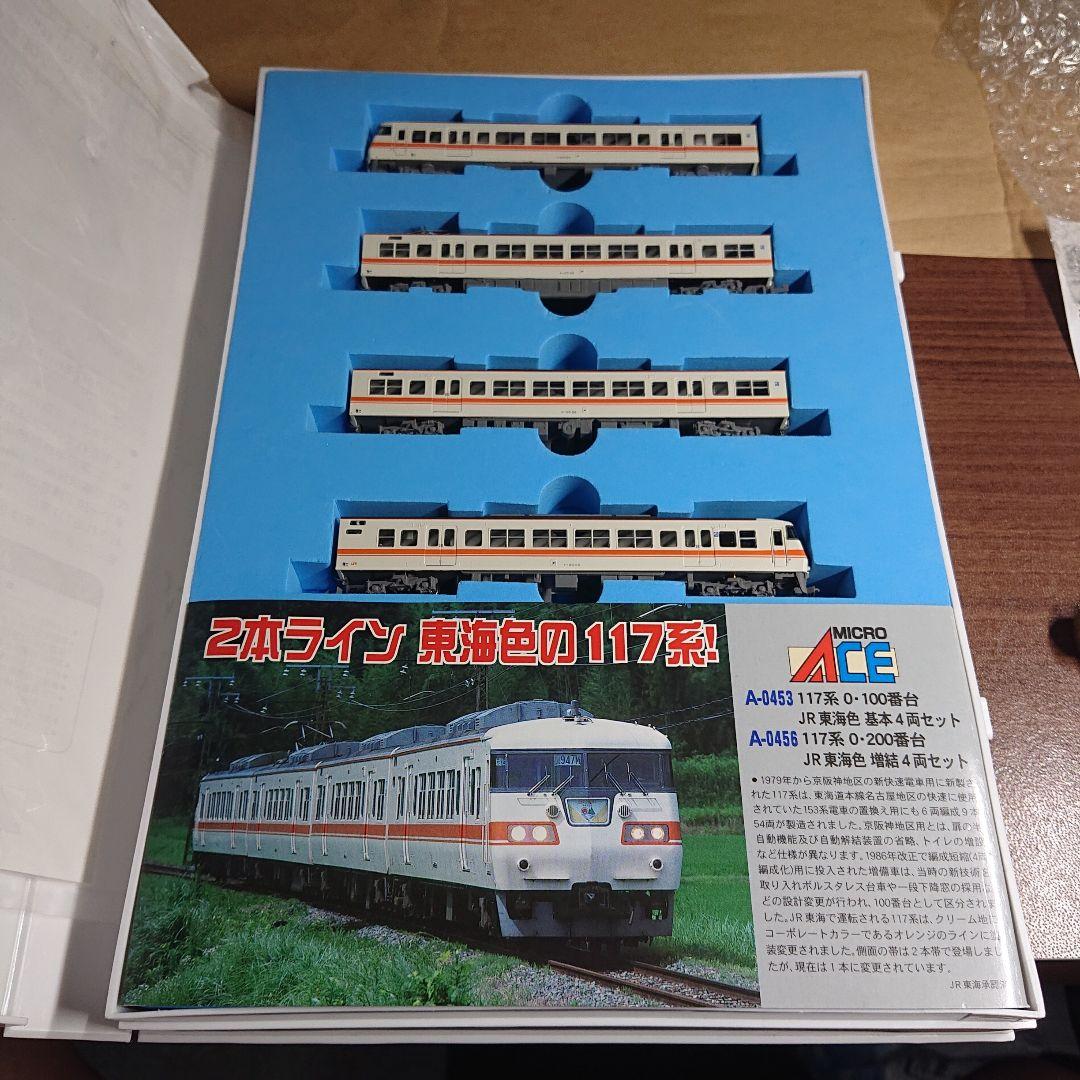 2本ライン 東海色の117系!
MICRO
ACE
A-0453 117系 0・100番台
JR東海色 基本4両セット
A-0456 117系 0・200番台
JR東海色 増結4両セット
●1979年から京阪神地区の新快速電車用に新製さ
れた117系は、東海道本線名古屋地区の快速に使用
されていた153系電車の置換え用にも6両編成9本
54両が製造されました。京阪神地区用とは、扉の半
自動機能及び自動解結装置の省略、トイレの増設
など仕様が異なります。1986年改正で編成短縮(4両
編成化)用に投入された増備車は、当時の新技術を
取り入れボルスタレス台車や一段下降窓の採用な
どの設計変更が行われ、100番台として区分されま
した。JR東海で運転される117系は、クリーム地に
コーポレートカラーであるオレンジのラインに塗
装変更されました。側面の帯は2本帯で登場しまし
たが、現在は1本に変更されています。
JR東海承認済
947M